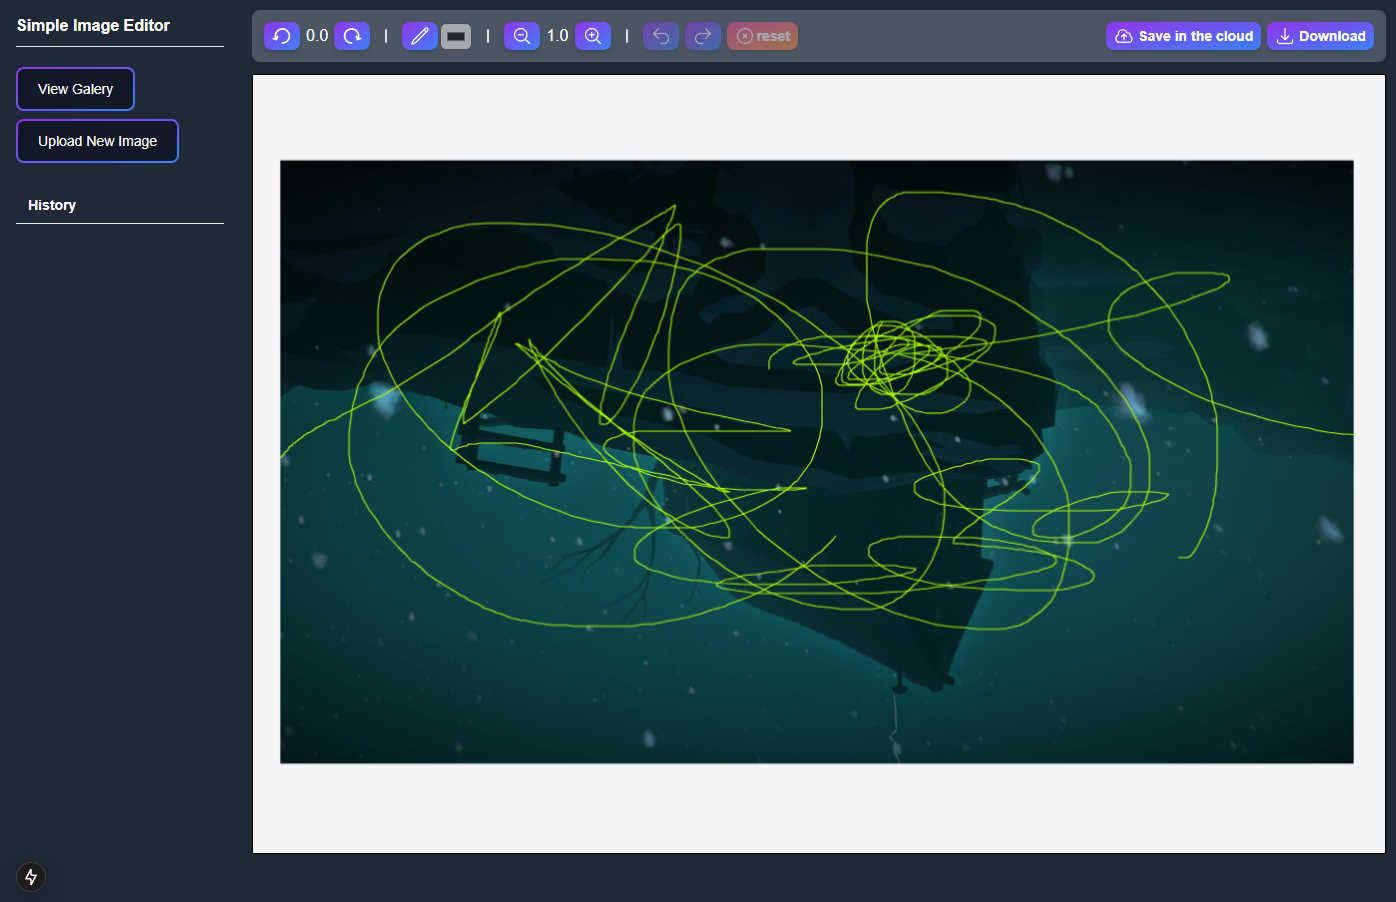 Simple Image Editor
0.0 | | 1.0 | reset Save in the cloud Download
View Galery
Upload New Image
History